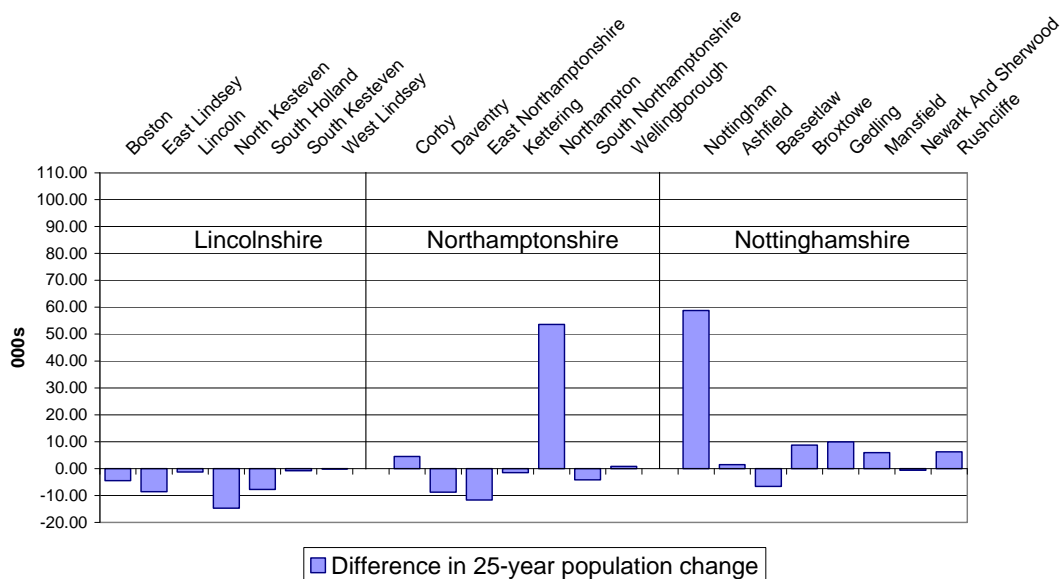 Boston
East Lindsey
Lincoln
North Kesteven
South Holland
South Kesteven
West Lindsey
Corby
Daventry
East Northamptonshire
Kettering
Northampton
South Northamptonshire
Wellingborough
Nottingham
Ashfield
Bassetlaw
Broxtowe
Gedling
Mansfield
Newark And Sherwood
Rushcliffe
110.00
100.00
90.00
80.00
70.00
60.00
50.00
40.00
30.00
20.00
10.00
0.00
-10.00
-20.00
000s
Lincolnshire
Northamptonshire
Nottinghamshire
Difference in 25-year population change